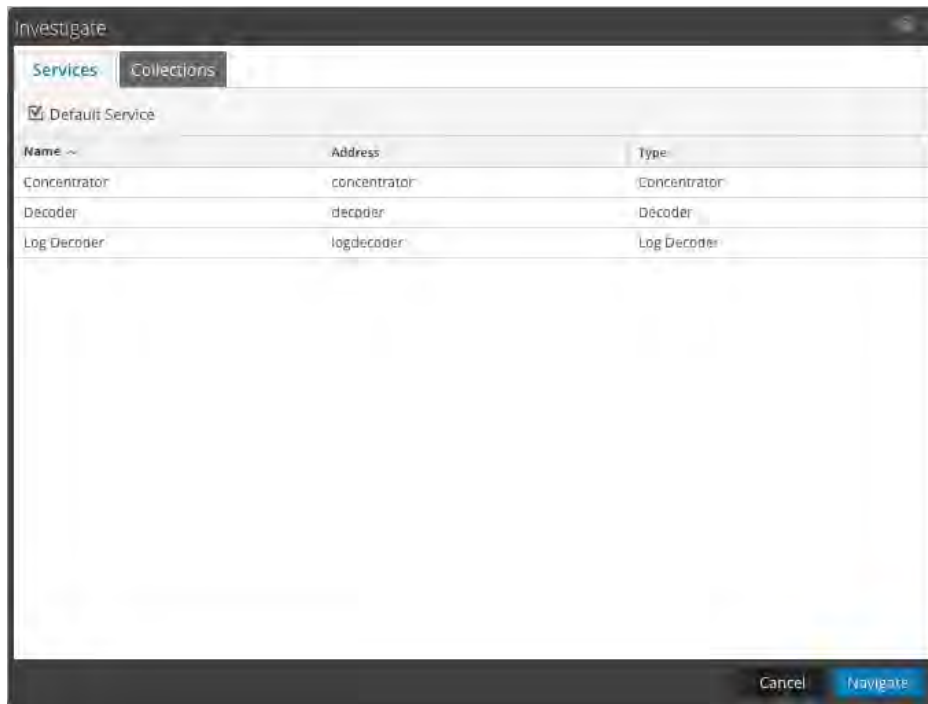 Investigate
Services Collections
Default Service
Name Address Type
Concentrator concentrator Concentrator
Decoder decoder Decoder
Log Decoder logdecoder Log Decoder
Cancel Navigate